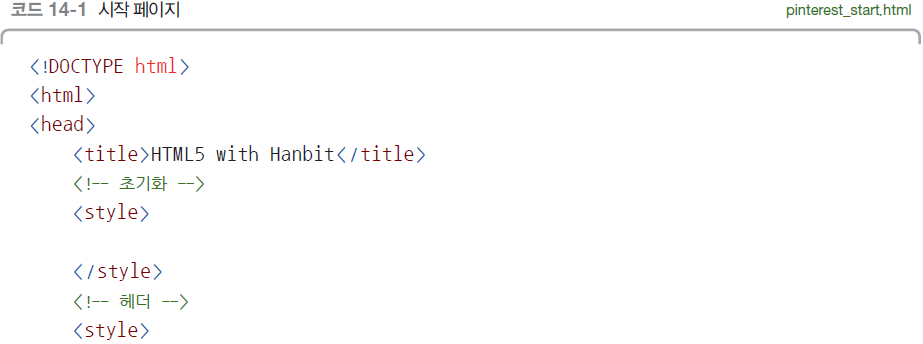 코드 14-1 시작 페이지 pinterest_start.html
<!DOCTYPE html>
<html>
<head>
<title>HTML5 with Hanbit</title>
<!-- 초기화 -->
<style>
</style>
<!-- 헤더 -->
<style>